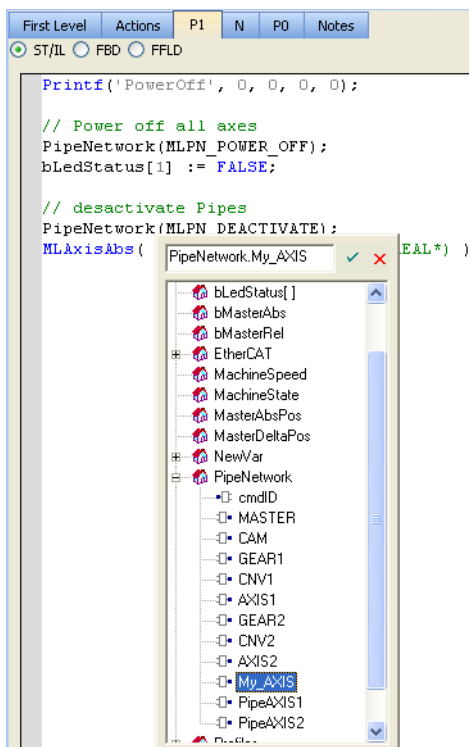 First Level Actions P1 N P0 Notes
ST/IL FBD FFLD
Printf('PowerOff', 0, 0, 0, 0);
// Power off all axes
PipeNetwork(MLPN_POWER_OFF);
bLedStatus[1] := FALSE;
// desactivate Pipes
PipeNetwork(MLPN_DEACTIVATE);
MLAxisAbs( EAL*) )
PipeNetwork.My_AXIS
bLedStatus[ ]
bMasterAbs
bMasterRel
EtherCAT
MachineSpeed
MachineState
MasterAbsPos
MasterDeltaPos
NewVar
PipeNetwork
cmdID
MASTER
CAM
GEAR1
CNV1
AXIS1
GEAR2
CNV2
AXIS2
My_AXIS
PipeAXIS1
PipeAXIS2